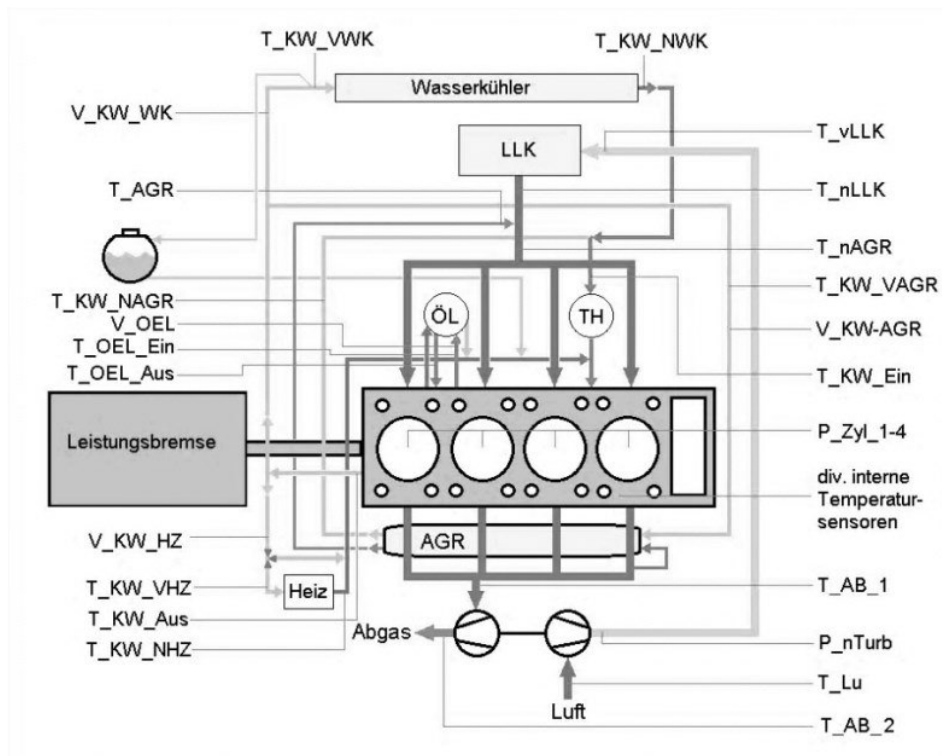 T_KW_VWK
T_KW_NWK
Wasserkühler
V_KW_WK
LLK
T_vLLK
T_AGR
T_nLLK
T_nAGR
T_KW_NAGR
T_KW_VAGR
V_OEL
ÖL
TH
V_KW-AGR
T_OEL_Ein
T_OEL_Aus
T_KW_Ein
Leistungsbremse
P_Zyl_1-4
div. interne
Temperatur-
sensoren
V_KW_HZ
AGR
T_KW_VHZ
Heiz
T_AB_1
T_KW_Aus
Abgas
T_KW_NHZ
P_nTurb
T_Lu
Luft
T_AB_2